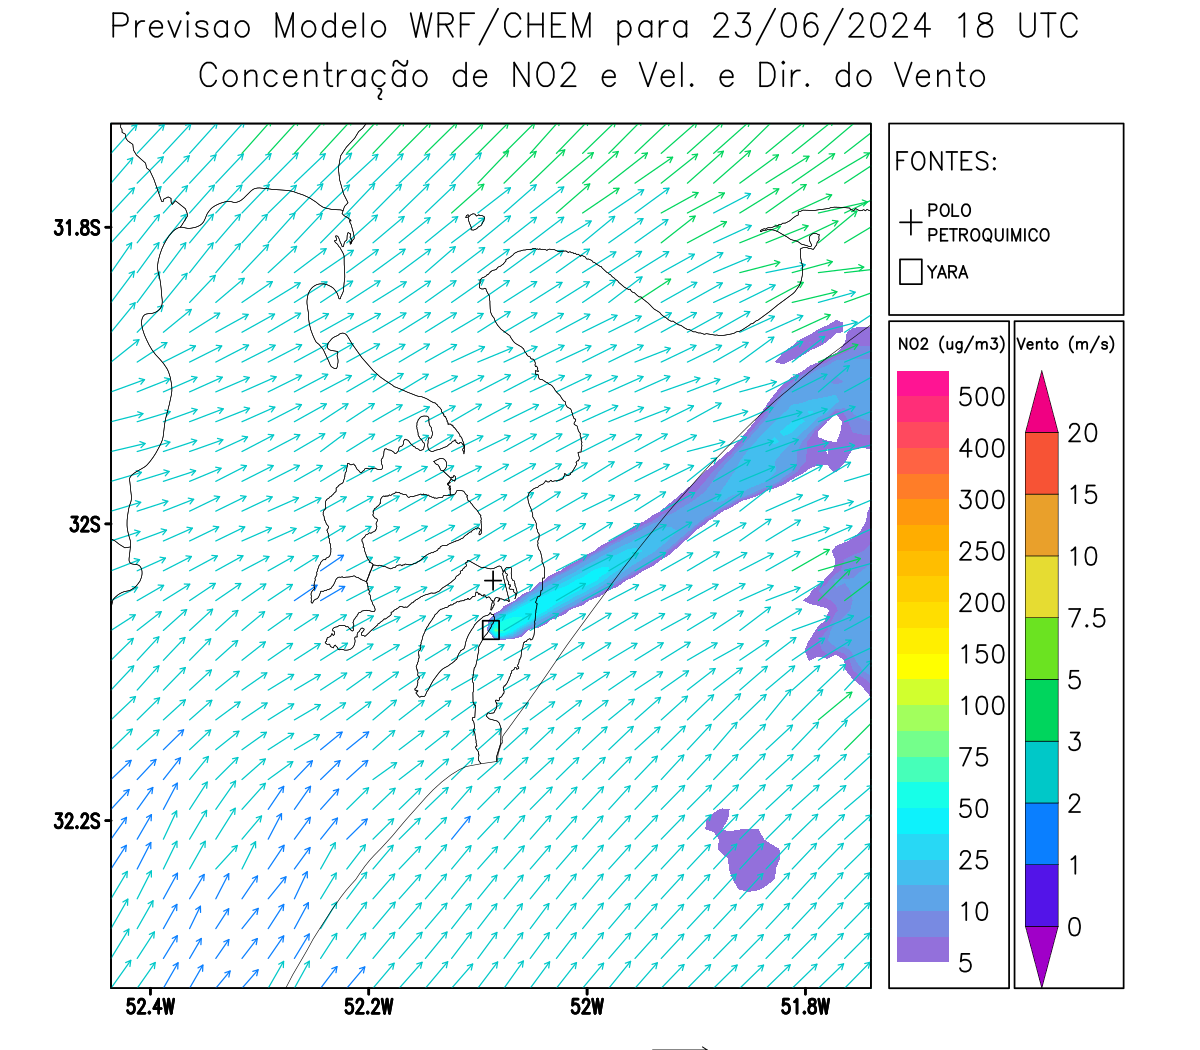 Previsao Modelo WRF/CHEM para 23/06/2024 18 UTC
Concentração de NO2 e Vel. e Dir. do Vento
FONTES:
POLO
PETROQUIMICO
YARA
31.8S
32S
32.2S
52.4W
52.2W
52W
51.8W
NO2 (ug/m3)
500
400
300
250
200
150
100
75
50
25
10
5
Vento (m/s)
20
15
10
7.5
5
3
2
1
0